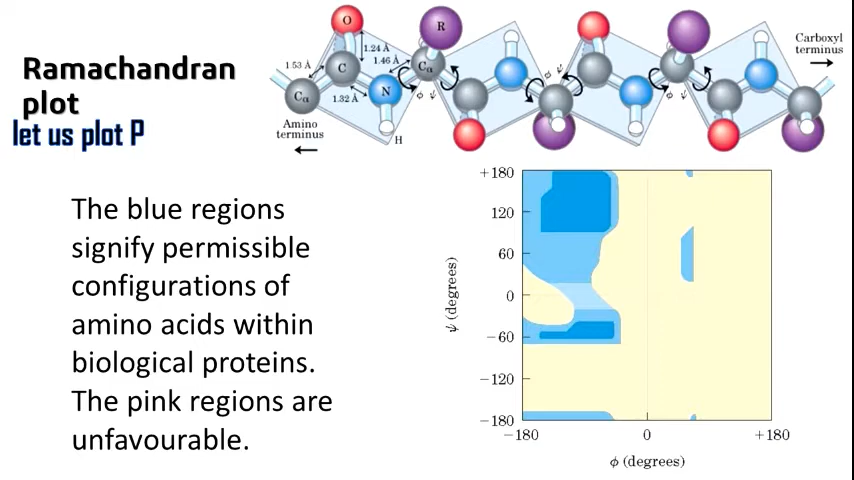 Ramachandran
plot
let us plot P
The blue regions
signify permissible
configurations of
amino acids within
biological proteins.
The pink regions are
unfavourable.
O
R
1.24 Å
1.53 Å
1.46 Å
C
Cα
Cα
N
ϕ ψ
1.32 Å
H
Amino
terminus
ϕ ψ
ϕ ψ
Carboxyl
terminus
+180
120
60
0
−60
−120
−180
ψ (degrees)
−180 0 +180
ϕ (degrees)